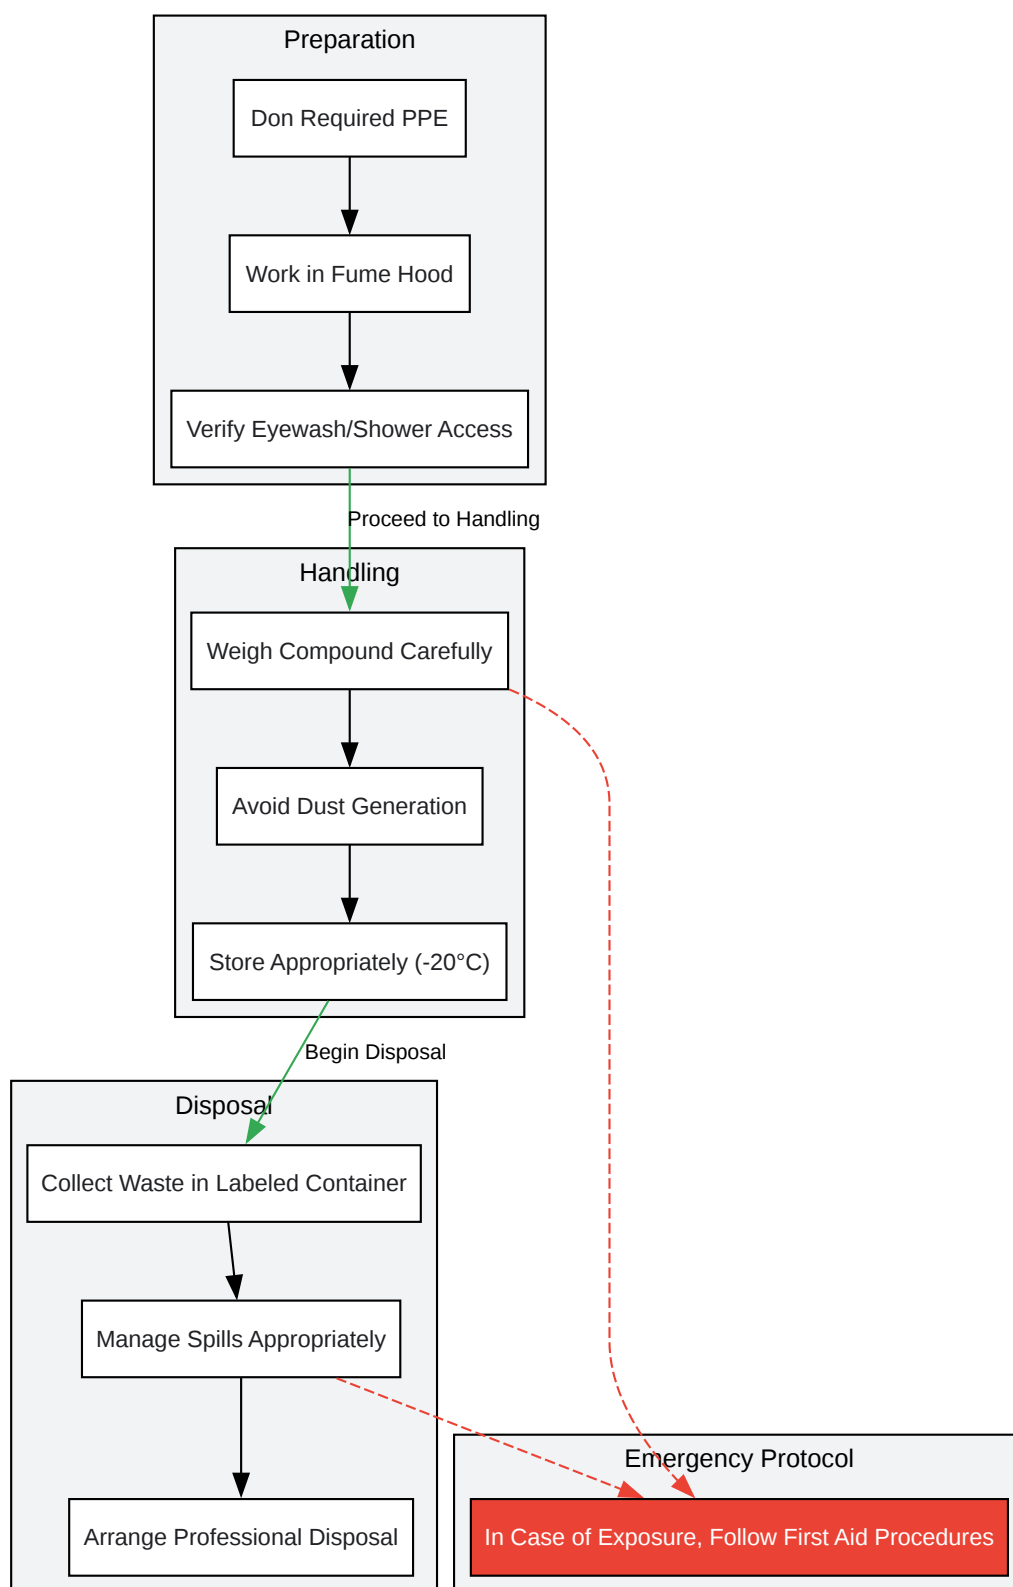 Preparation
Don Required PPE
Work in Fume Hood
Verify Eyewash/Shower Access
Proceed to Handling
Handling
Weigh Compound Carefully
Avoid Dust Generation
Store Appropriately (-20°C)
Begin Disposal
Disposal
Collect Waste in Labeled Container
Manage Spills Appropriately
Arrange Professional Disposal
Emergency Protocol
In Case of Exposure, Follow First Aid Procedures